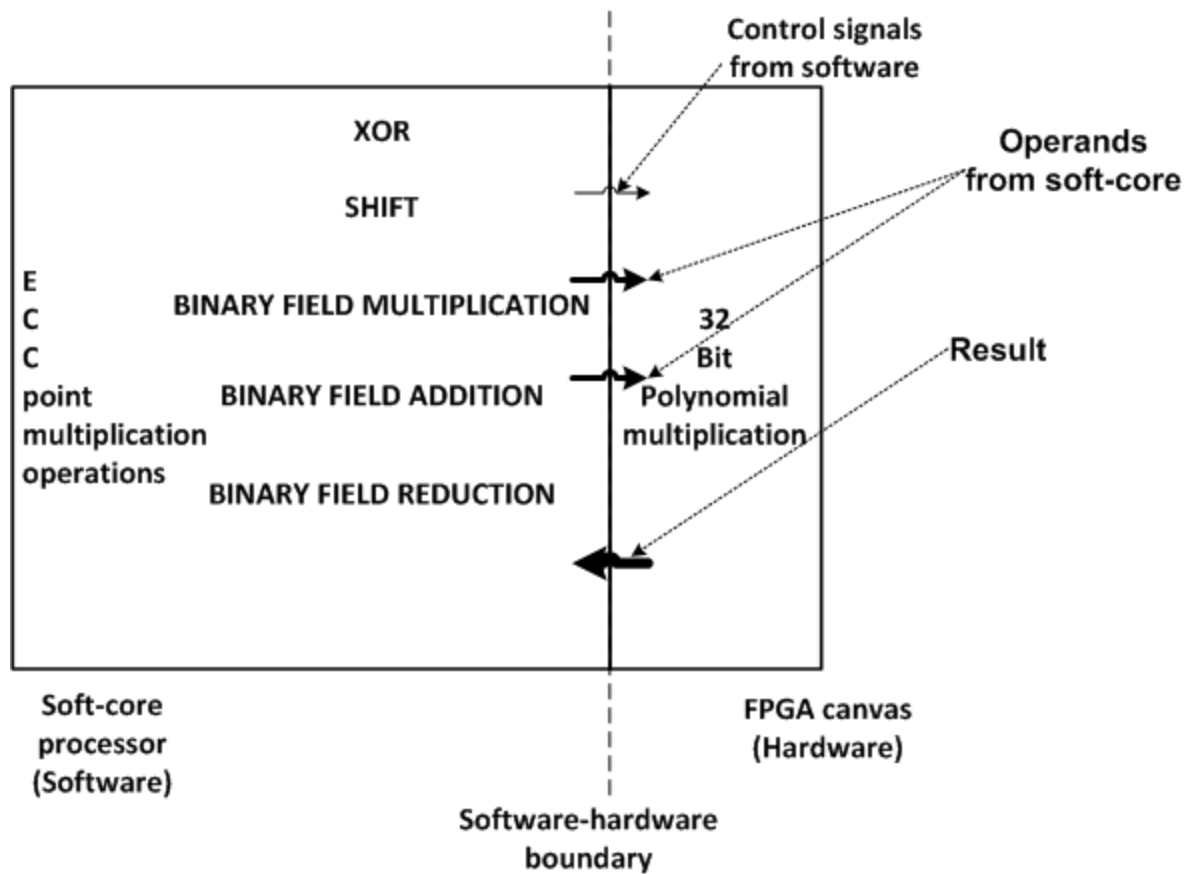 Control signals
from software
XOR
Operands
from soft-core
SHIFT
E
C
C
point
multiplication
operations
BINARY FIELD MULTIPLICATION
BINARY FIELD ADDITION
BINARY FIELD REDUCTION
32
Bit
Polynomial
multiplication
Result
Soft-core
processor
(Software)
FPGA canvas
(Hardware)
Software-hardware
boundary